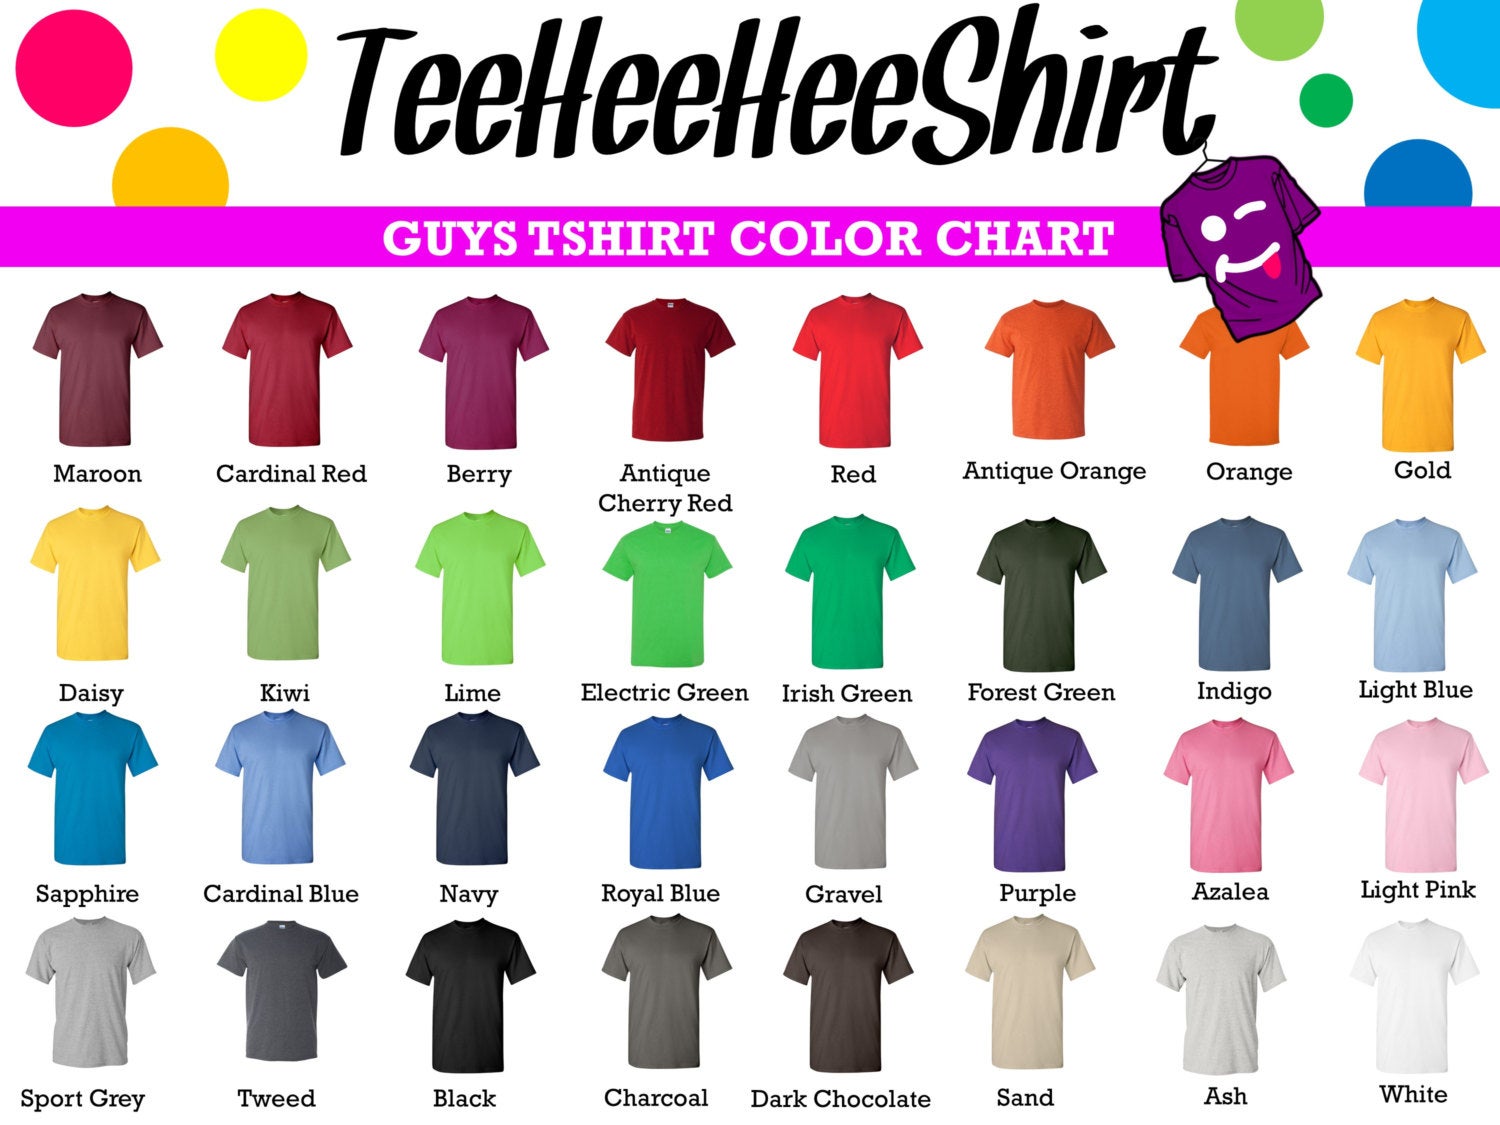 TeeHeeHeeShirt
GUYS TSHIRT COLOR CHART
Maroon
Cardinal Red
Berry
Antique
Cherry Red
Red
Antique Orange
Orange
Gold
Daisy
Kiwi
Lime
Electric Green
Irish Green
Forest Green
Indigo
Light Blue
Sapphire
Cardinal Blue
Navy
Royal Blue
Gravel
Purple
Azalea
Light Pink
Sport Grey
Tweed
Black
Charcoal
Dark Chocolate
Sand
Ash
White